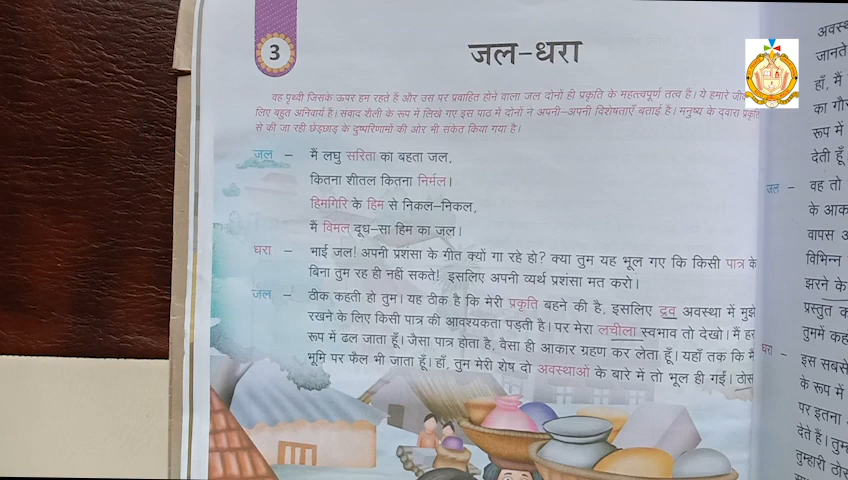 3
जल-धरा
यह पृथ्वी जिसके ऊपर हम रहते हैं और उस पर प्रवाहित होने वाला जल दोनों ही प्रकृति के महत्त्वपूर्ण तत्व हैं। ये हमारे
लिए बहुत अनिवार्य हैं। संवाद शैली के रूप में लिखे गए इस पाठ में दोनों ने अपनी-अपनी विशेषताएँ बताई हैं। मनुष्य के द्वारा
से की जा रही छेड़छाड़ के दुष्परिणामों की ओर भी संकेत किया गया है।
जल – मैं लघु सरिता का बहता जल,
कितना शीतल कितना निर्मल।
हिमगिरि के हिम से निकल-निकल,
मैं विमल दूध-सा हिम का जल।
धरा – भाई जल! अपनी प्रशंसा के गीत क्यों गा रहे हो? क्या तुम यह भूल गए कि किसी पात्र के
बिना तुम रह ही नहीं सकते! इसलिए अपनी व्यर्थ प्रशंसा मत करो।
जल – ठीक कहती हो तुम। यह ठीक है कि मेरी प्रकृति बहने की है, इसलिए द्रव अवस्था में मुझे
रखने के लिए किसी पात्र की आवश्यकता पड़ती है। पर मेरा लचीला स्वभाव तो देखो। मैं हर
रूप में ढल जाता हूँ। जैसा पात्र होता है, वैसा ही आकार ग्रहण कर लेता हूँ। यहाँ तक कि मैं
भूमि पर फैल भी जाता हूँ। हाँ, तुम मेरी शेष दो अवस्थाओं के बारे में तो भूल ही गईं। ठोस
जानते
हाँ, मैं
का गौर
रूप में
देती हूँ
जल – वह तो
के आक
वापस
विभिन्न
झरने के
प्रस्तुत
तुममें कह
धरा – इस सबसे
के रूप में
पर इतना
देते हैं।
तुम्हारी ठोस